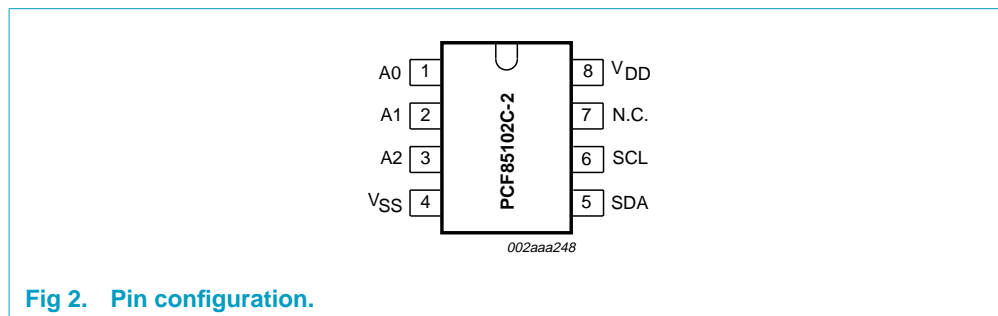 A0 1 8 VDD
A1 2 7 N.C.
A2 3 6 SCL
VSS 4 5 SDA
PCF85102C-2
002aaa248
Fig 2. Pin configuration.